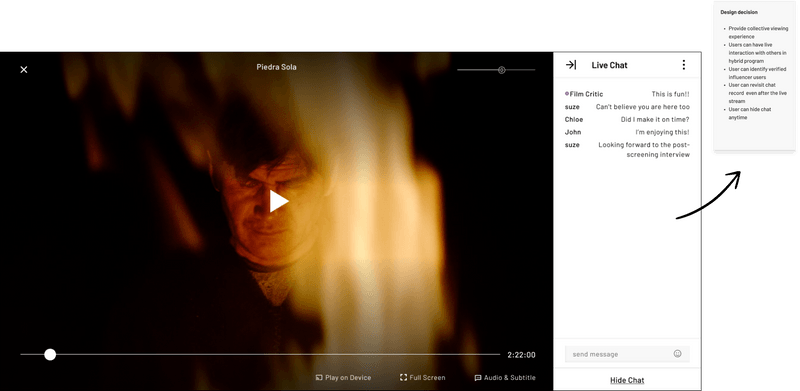 Piedra Sola
2:22:00
Play on Device
Full Screen
Audio & Subtitle
Live Chat
Film Critic This is fun!!
suze Can't believe you are here too
Chloe Did I make it on time?
John I'm enjoying this!
suze Looking forward to the post-
screening interview
send message
Hide Chat
Design decision
Provide collective viewing
experience
Users can have live
interaction with others in
hybrid program
User can identify verified
influencer users
User can revisit chat
record even after the live
stream
User can hide chat
anytime